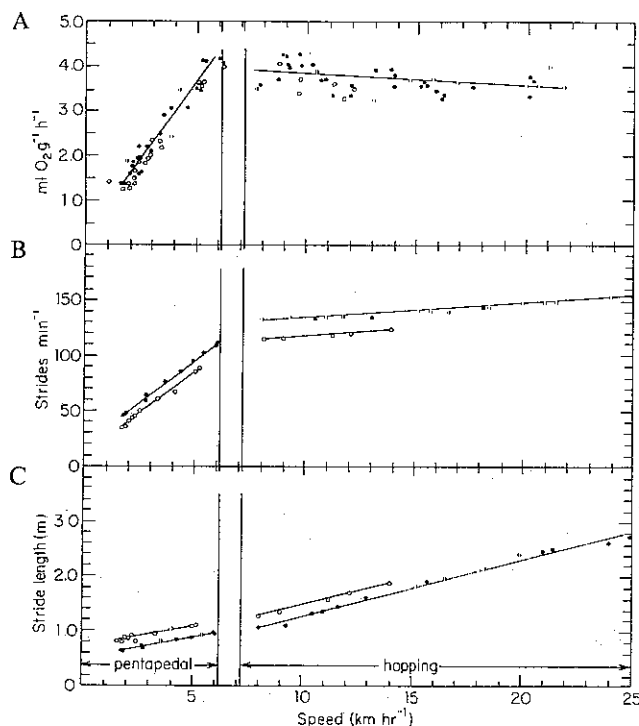 A
5.0
4.0
3.0
2.0
1.0
0
ml O₂ g⁻¹ h⁻¹
B
150
100
50
0
Strides min⁻¹
C
3.0
2.0
1.0
0
Stride length (m)
pentapedal
hopping
0 5 10 15 20 25
Speed (km hr⁻¹)